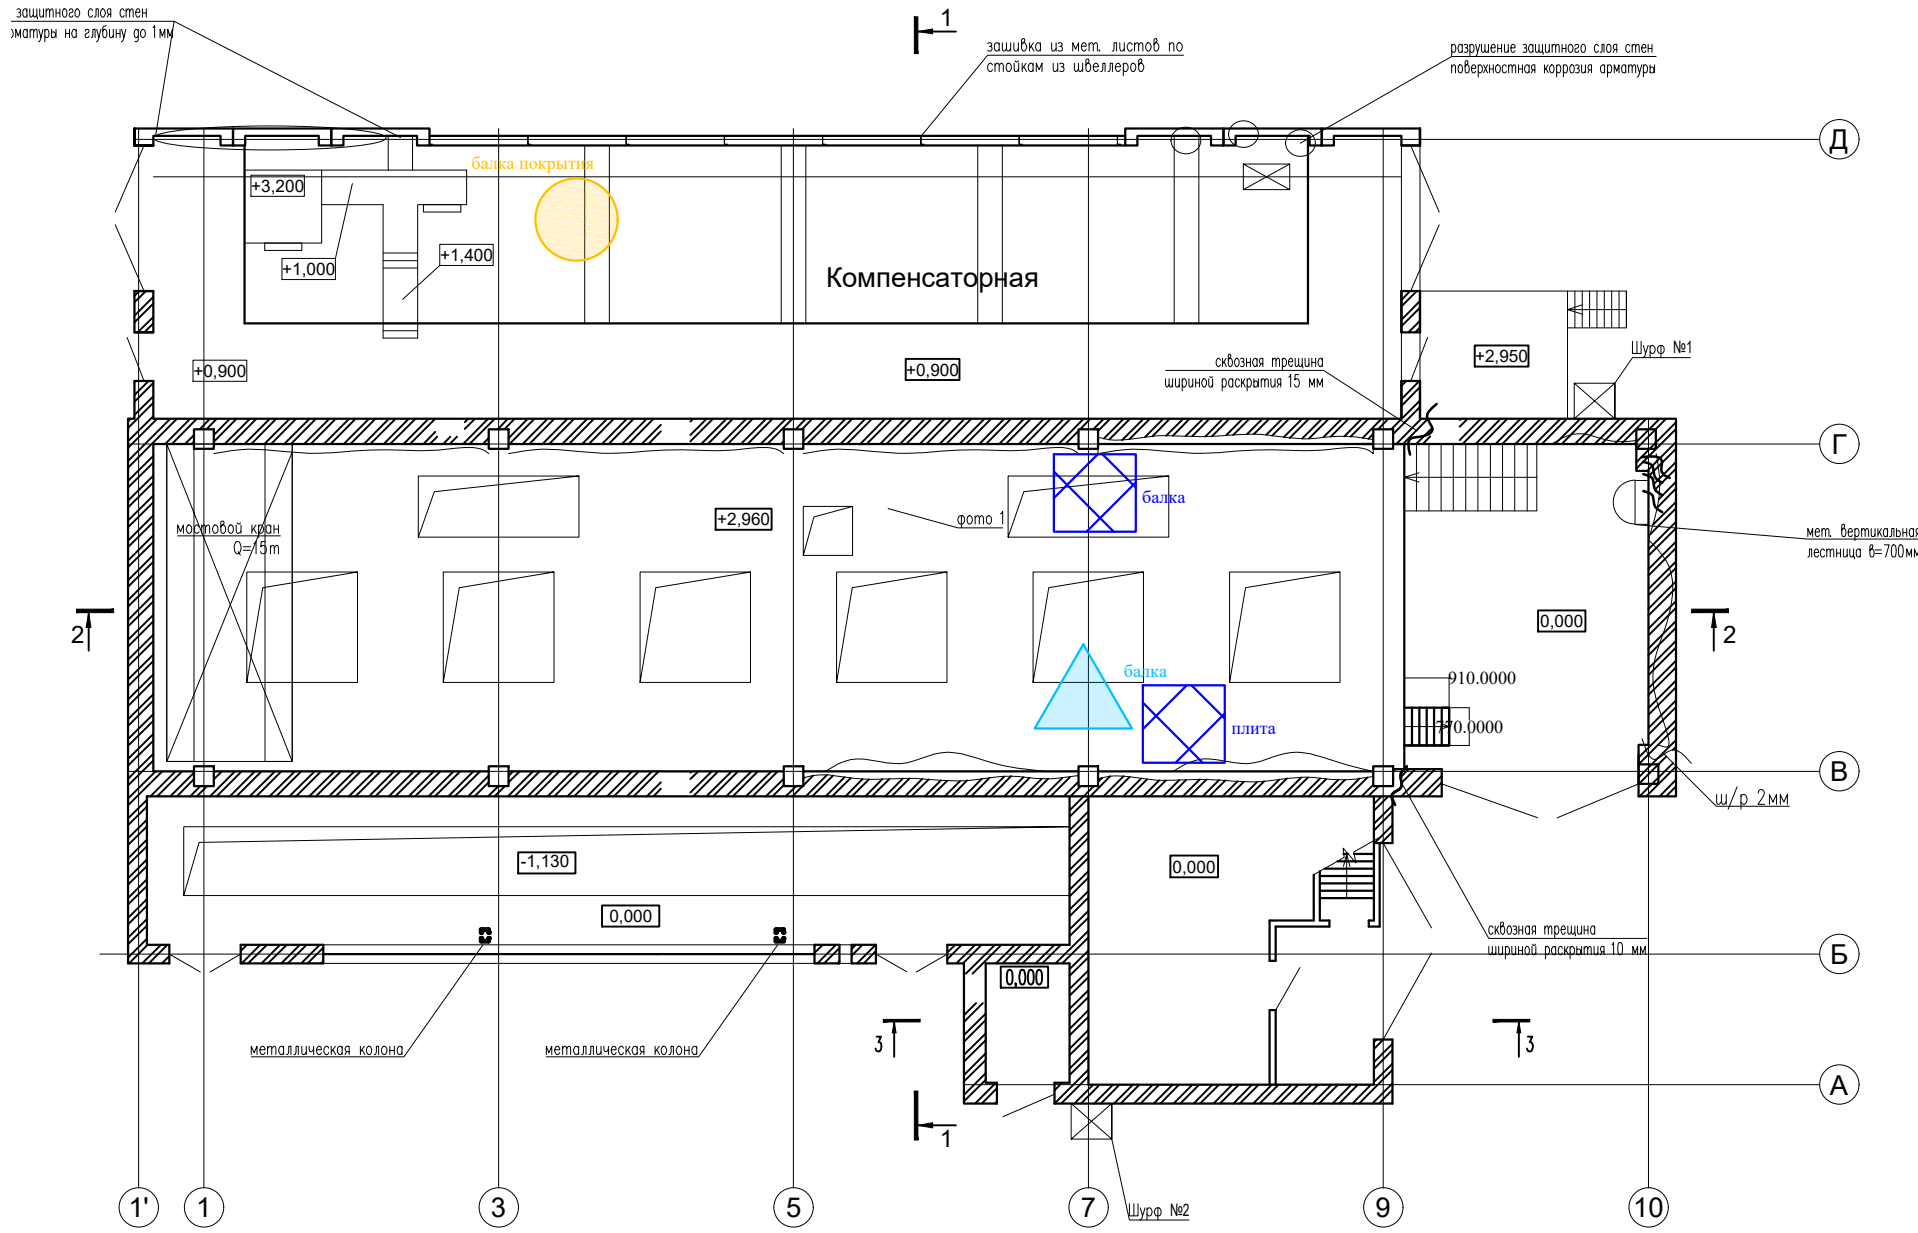 защитного слоя стен
рматуры на глубину до 1мм
1
зашивка из мет. листов по
стойкам из швеллеров
разрушение защитного слоя стен
поверхностная коррозия арматуры
Д
балка покрытия
+3,200
+1,000
+1,400
Компенсаторная
+0,900
+0,900
сквозная трещина
шириной раскрытия 15 мм
+2,950
Шурф №1
Г
мостовой кран
Q=15т
+2,960
фото 1
балка
мет. вертикальная
лестница в=700мм
2
0,000
2
балка
910.0000
плита
770.0000
В
ш/р 2мм
-1,130
0,000
0,000
сквозная трещина
шириной раскрытия 10 мм
Б
0,000
металлическая колона
металлическая колона
3
3
А
1
1'
1
3
5
7
9
10
Шурф №2